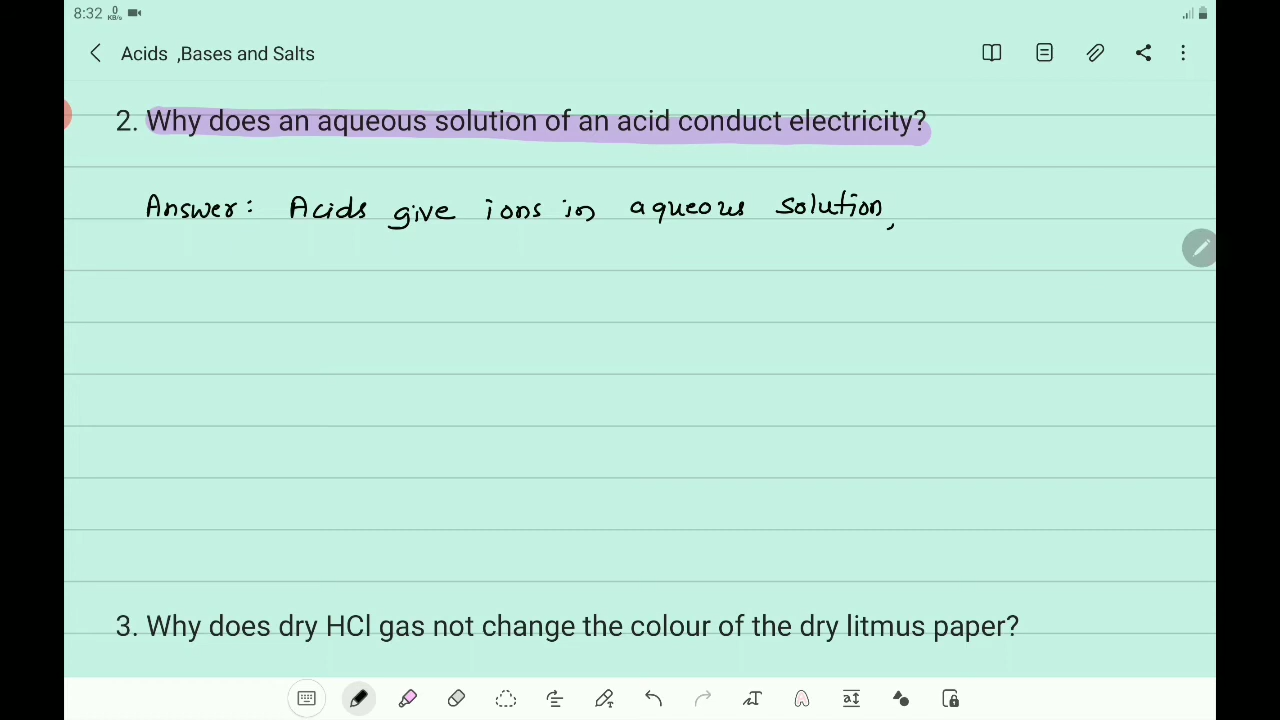 8:32 0 KB/s
Acids ,Bases and Salts
2. Why does an aqueous solution of an acid conduct electricity?
Answer: Acids give ions in aqueous solution,
3. Why does dry HCl gas not change the colour of the dry litmus paper?